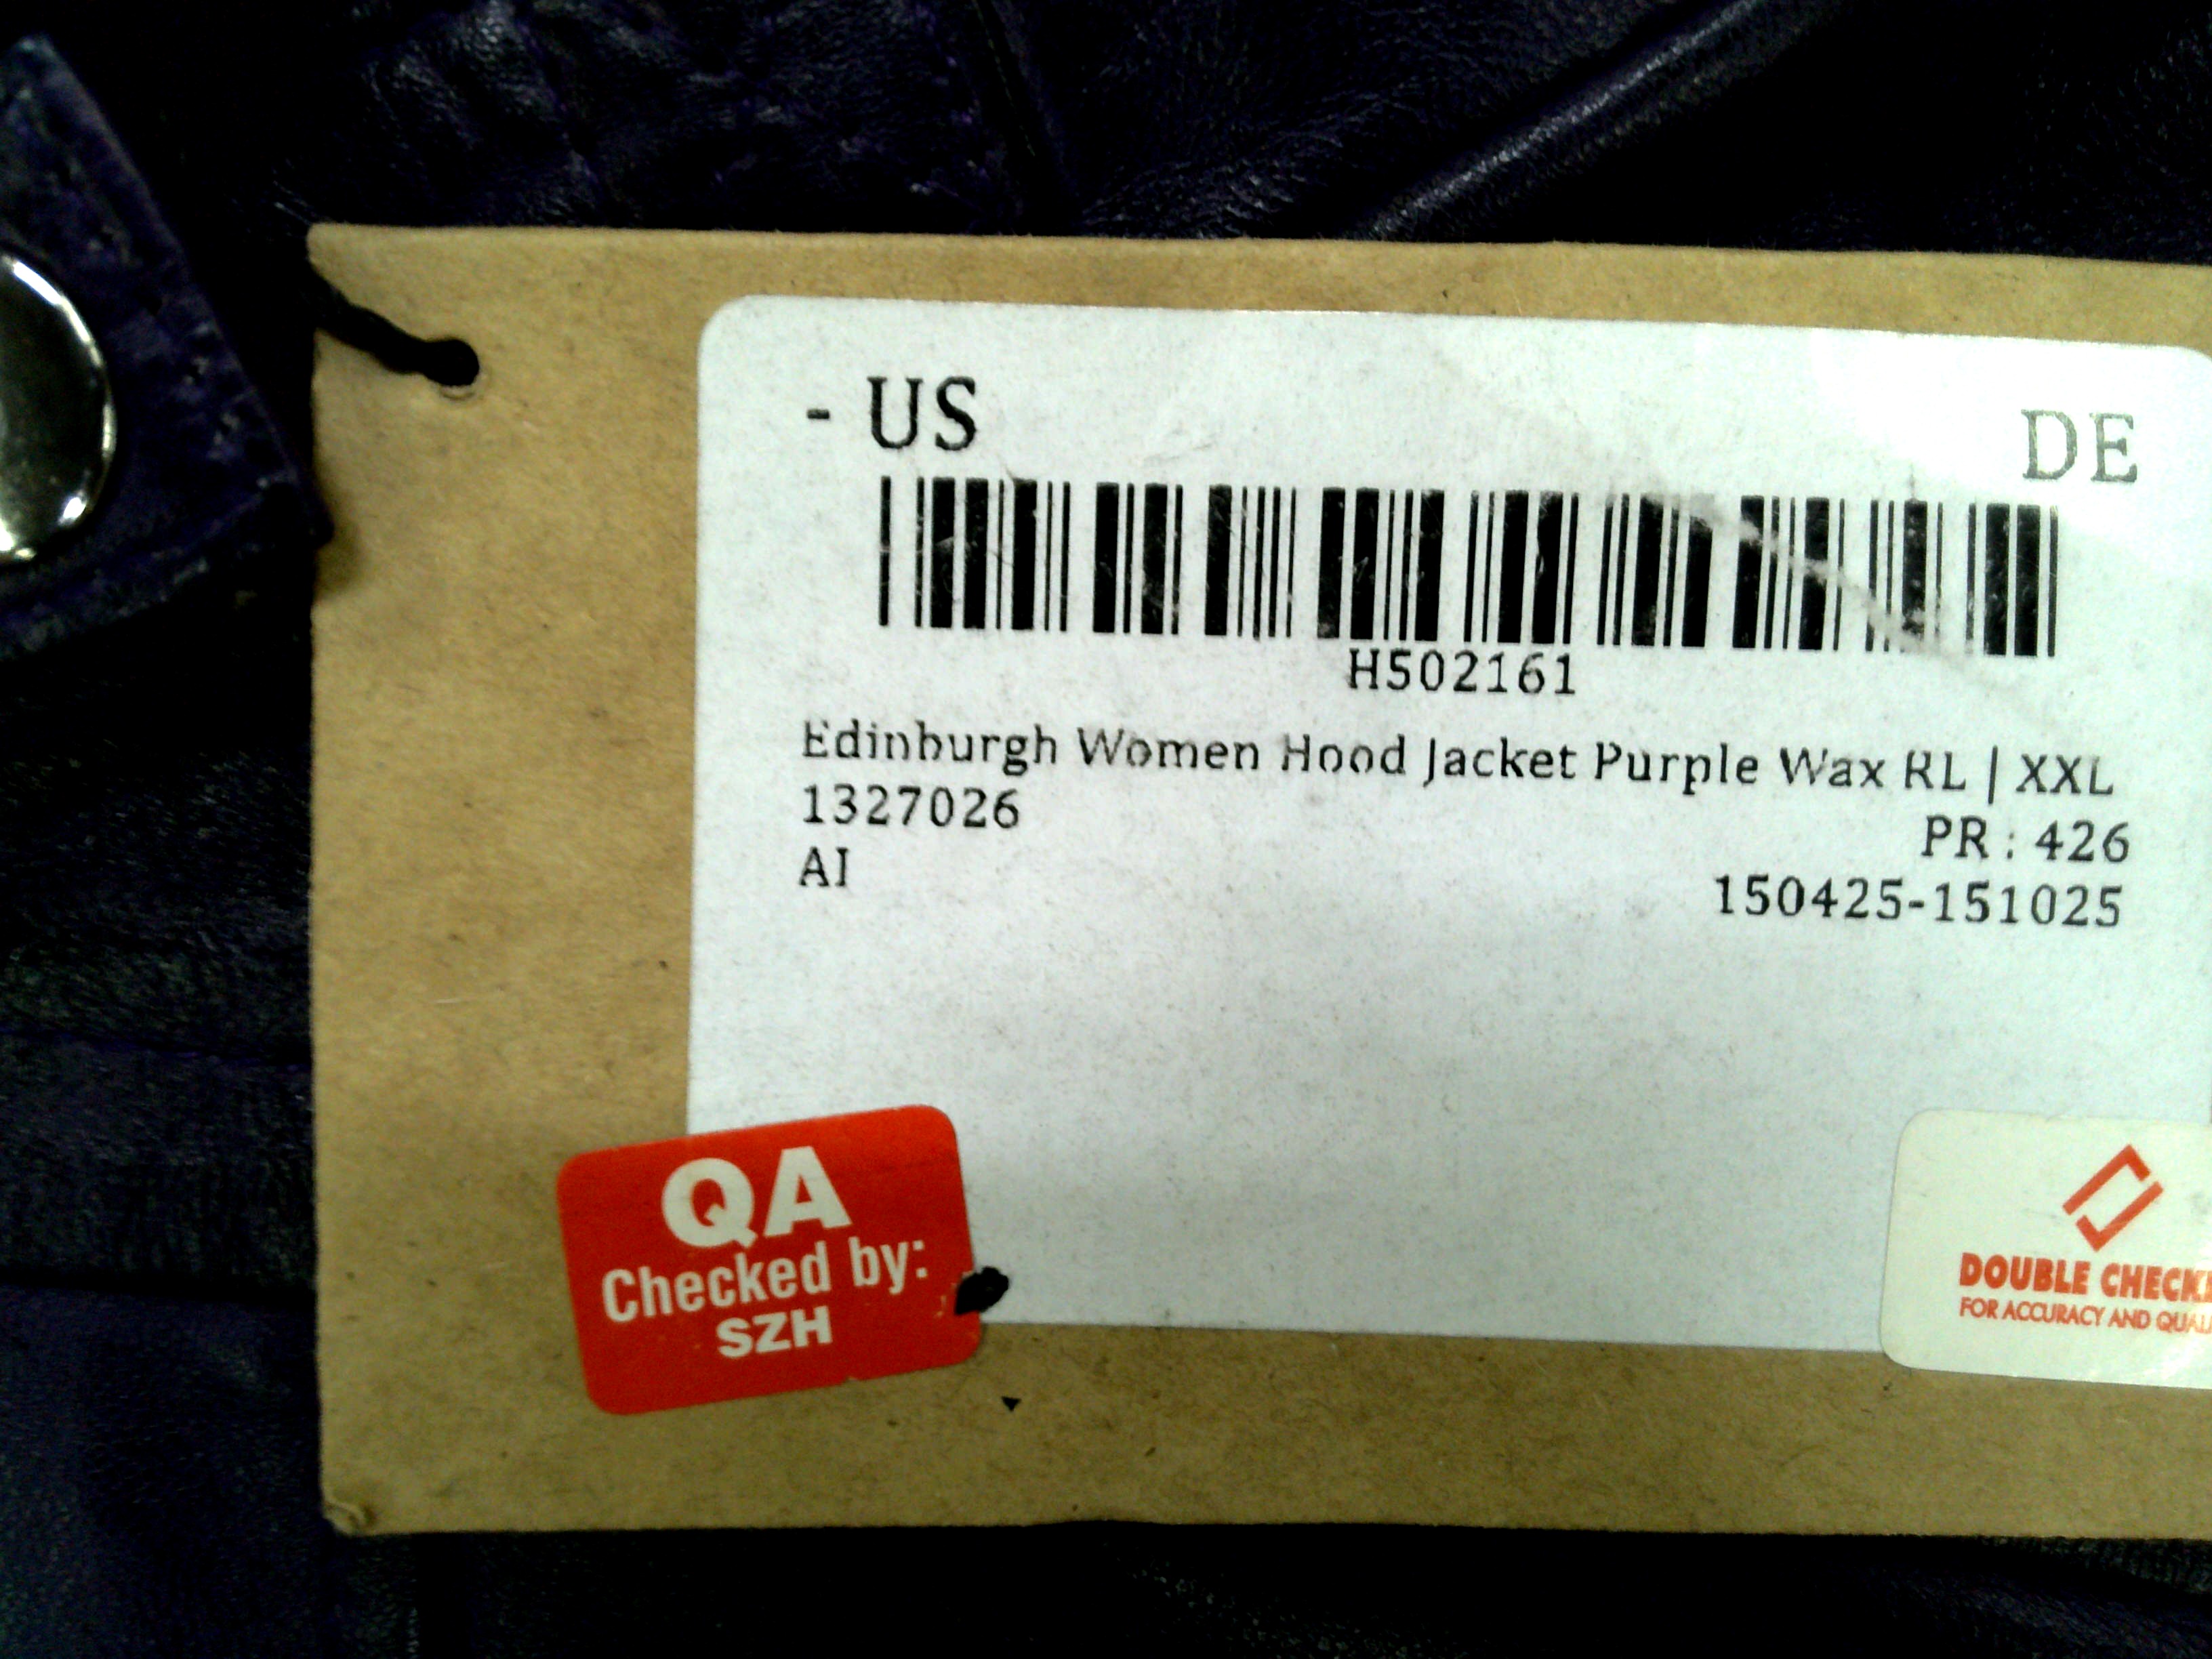 - US DE
H502161
Edinburgh Women Hood Jacket Purple Wax RL | XXL
1327026 PR : 426
AI 150425-151025
QA
Checked by:
SZH
DOUBLE CHECK
FOR ACCURACY AND